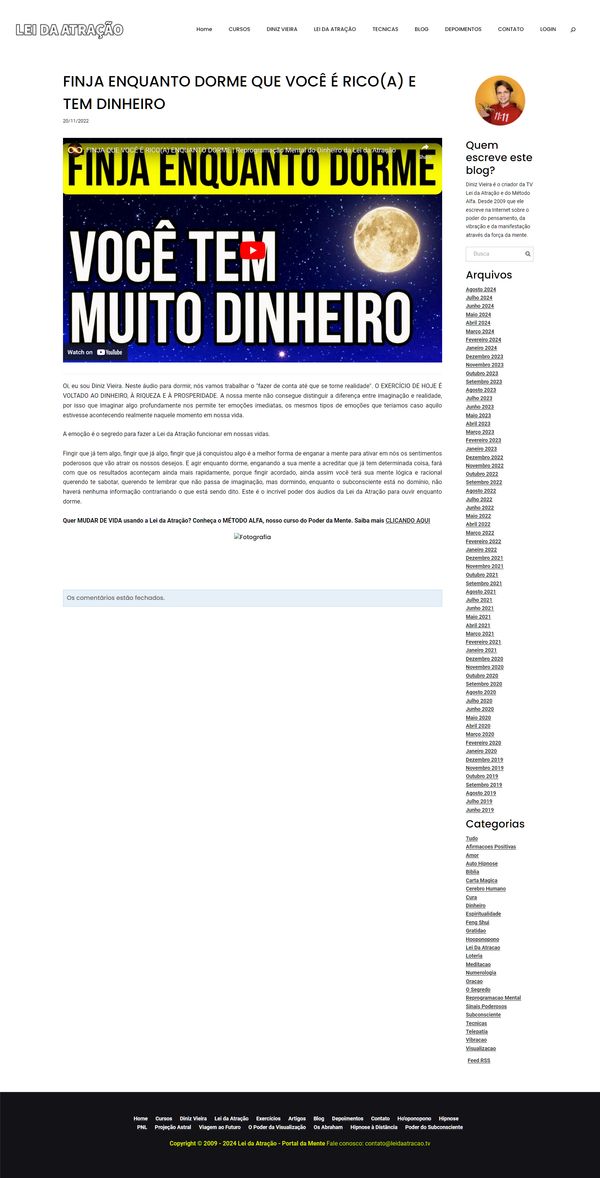 LEI DA ATRAÇÃO
Home CURSOS DINIZ VIEIRA LEI DA ATRAÇÃO TECNICAS BLOG DEPOIMENTOS CONTATO LOGIN
FINJA ENQUANTO DORME QUE VOCÊ É RICO(A) E
TEM DINHEIRO
20/11/2022
FINJA QUE VOCÊ É RICO(A) ENQUANTO DORME | Reprogramação Mental do Dinheiro da Lei da Atração
Share
FINJA ENQUANTO DORME
VOCÊ TEM
MUITO DINHEIRO
Watch on YouTube
Oi, eu sou Diniz Vieira. Neste áudio para dormir, nós vamos trabalhar o "fazer de conta até que se torne realidade". O EXERCÍCIO DE HOJE É
VOLTADO AO DINHEIRO, À RIQUEZA E À PROSPERIDADE. A nossa mente não consegue distinguir a diferença entre imaginação e realidade,
por isso que imaginar algo profundamente nos permite ter emoções imediatas, os mesmos tipos de emoções que teríamos caso aquilo
estivesse acontecendo realmente naquele momento em nossa vida.
A emoção é o segredo para fazer a Lei da Atração funcionar em nossas vidas.
Fingir que já tem algo, fingir que já algo, fingir que já conquistou algo é a melhor forma de enganar a mente para ativar em nós os sentimentos
poderosos que vão atrair os nossos desejos. E agir enquanto dorme, enganando a sua mente a acreditar que já tem determinada coisa, fará
com que os resultados aconteçam ainda mais rapidamente, porque fingir acordado, ainda assim você terá sua mente lógica e racional
querendo te sabotar, querendo te lembrar que não passa de imaginação, mas dormindo, enquanto o subconsciente está no domínio, não
haverá nenhuma informação contrariando o que está sendo dito. Este é o incrível poder dos áudios da Lei da Atração para ouvir enquanto
dorme.
Quer MUDAR DE VIDA usando a Lei da Atração? Conheça o MÉTODO ALFA, nosso curso do Poder da Mente. Saiba mais CLICANDO AQUI
Fotografia
Os comentários estão fechados.
11:11
Quem
escreve este
blog?
Diniz Vieira é o criador da TV
Lei da Atração e do Método
Alfa. Desde 2009 que ele
escreve na Internet sobre o
poder do pensamento, da
vibração e da manifestação
através da força da mente.
Busca
Arquivos
Agosto 2024
Julho 2024
Junho 2024
Maio 2024
Abril 2024
Março 2024
Fevereiro 2024
Janeiro 2024
Dezembro 2023
Novembro 2023
Outubro 2023
Setembro 2023
Agosto 2023
Julho 2023
Junho 2023
Maio 2023
Abril 2023
Março 2023
Fevereiro 2023
Janeiro 2023
Dezembro 2022
Novembro 2022
Outubro 2022
Setembro 2022
Agosto 2022
Julho 2022
Junho 2022
Maio 2022
Abril 2022
Março 2022
Fevereiro 2022
Janeiro 2022
Dezembro 2021
Novembro 2021
Outubro 2021
Setembro 2021
Agosto 2021
Julho 2021
Junho 2021
Maio 2021
Abril 2021
Março 2021
Fevereiro 2021
Janeiro 2021
Dezembro 2020
Novembro 2020
Outubro 2020
Setembro 2020
Agosto 2020
Julho 2020
Junho 2020
Maio 2020
Abril 2020
Março 2020
Fevereiro 2020
Janeiro 2020
Dezembro 2019
Novembro 2019
Outubro 2019
Setembro 2019
Agosto 2019
Julho 2019
Junho 2019
Categorias
Tudo
Afirmacoes Positivas
Amor
Auto Hipnose
Bíblia
Carta Magica
Cerebro Humano
Cura
Dinheiro
Espiritualidade
Feng Shui
Gratidao
Hooponopono
Lei Da Atracao
Loteria
Meditacao
Numerologia
Oracao
O Segredo
Reprogramacao Mental
Sinais Poderosos
Subconsciente
Tecnicas
Telepatia
Vibracao
Visualizacao
Feed RSS
Home Cursos Diniz Vieira Lei da Atração Exercícios Artigos Blog Depoimentos Contato Ho'oponopono Hipnose
PNL Projeção Astral Viagem ao Futuro O Poder da Visualização Os Abraham Hipnose à Distância Poder do Subconsciente
Copyright © 2009 - 2024 Lei da Atração - Portal da Mente Fale conosco: contato@leidaatracao.tv